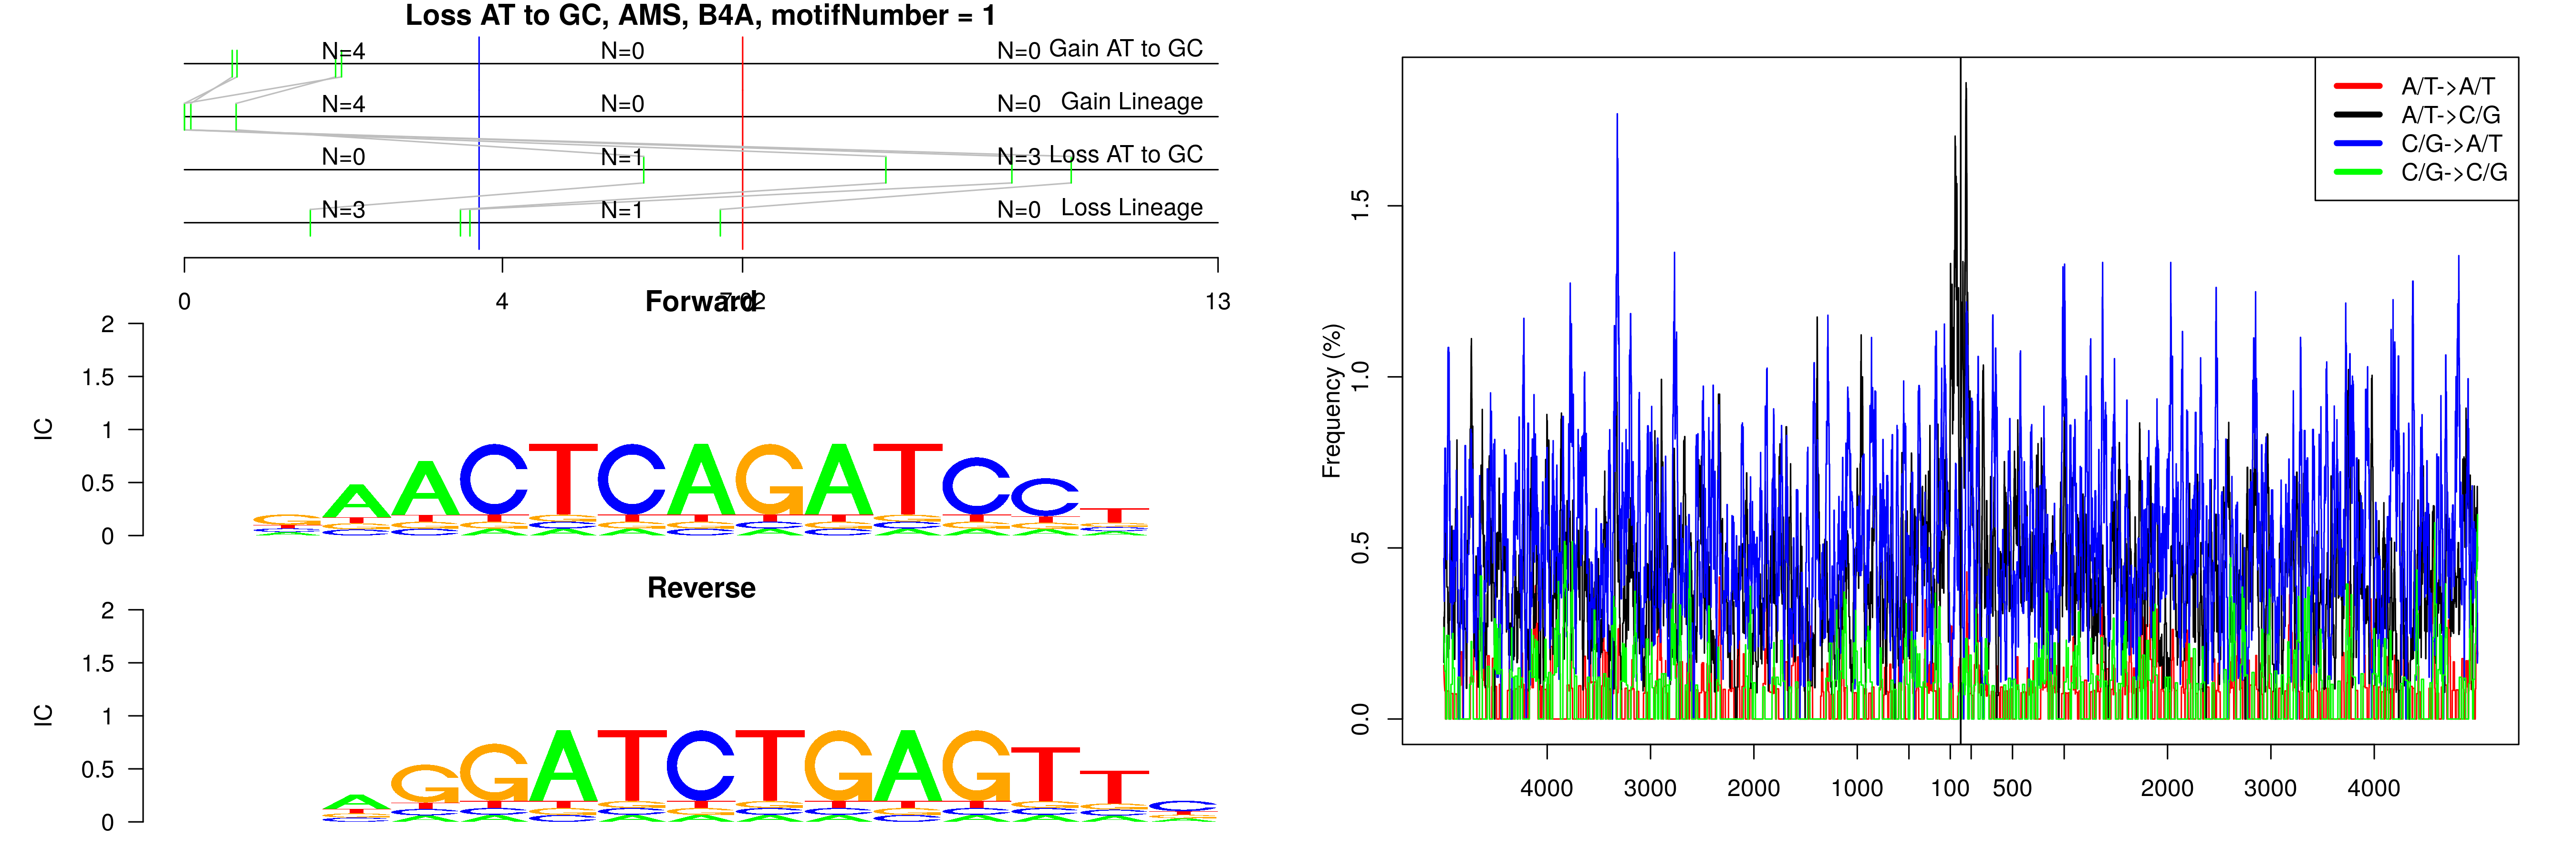 Loss AT to GC, AMS, B4A, motifNumber = 1
N=4 N=0 N=0 Gain AT to GC
N=4 N=0 N=0 Gain Lineage
N=0 N=1 N=3 Loss AT to GC
N=3 N=1 N=0 Loss Lineage
0 4 7.02 13
Forward
2
1.5
1
0.5
0
IC
GAACTCAGATCCT
Reverse
2
1.5
1
0.5
0
IC
AGGATCTGAGTTC
A/T->A/T
A/T->C/G
C/G->A/T
C/G->C/G
Frequency (%)
1.5
1.0
0.5
0.0
4000 3000 2000 1000 100 500 2000 3000 4000